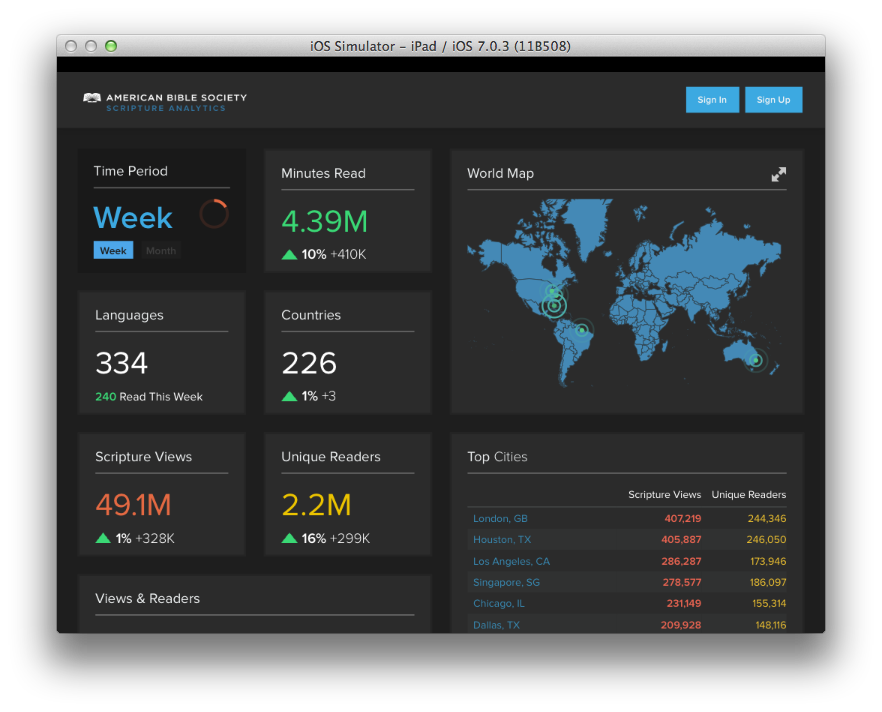 iOS Simulator – iPad / iOS 7.0.3 (11B508)
AMERICAN BIBLE SOCIETY
SCRIPTURE ANALYTICS
Sign In
Sign Up
Time Period
Week
Week
Month
Minutes Read
4.39M
10% +410K
World Map
Languages
334
240 Read This Week
Countries
226
1% +3
Scripture Views
49.1M
1% +328K
Unique Readers
2.2M
16% +299K
Top Cities
Scripture Views Unique Readers
London, GB 407,219 244,346
Houston, TX 405,887 246,050
Los Angeles, CA 286,287 173,946
Singapore, SG 278,577 186,097
Chicago, IL 231,149 155,314
Dallas, TX 209,928 148,116
Views & Readers